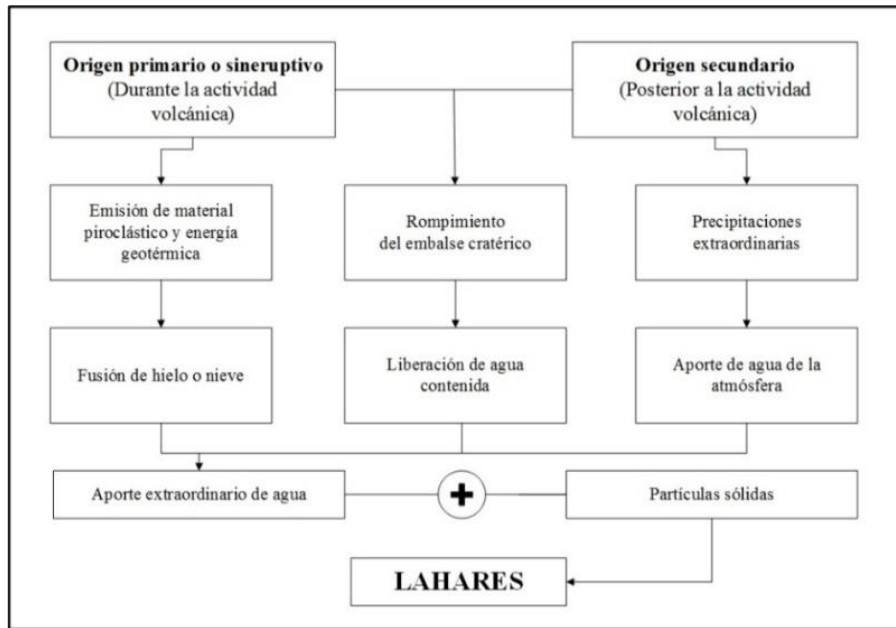 Origen primario o sineruptivo
(Durante la actividad
volcánica)
Origen secundario
(Posterior a la actividad
volcánica)
Emisión de material
piroclástico y energía
geotérmica
Rompimiento
del embalse cratérico
Precipitaciones
extraordinarias
Fusión de hielo o nieve
Liberación de agua
contenida
Aporte de agua de la
atmósfera
Aporte extraordinario de agua
+
Partículas sólidas
LAHARES